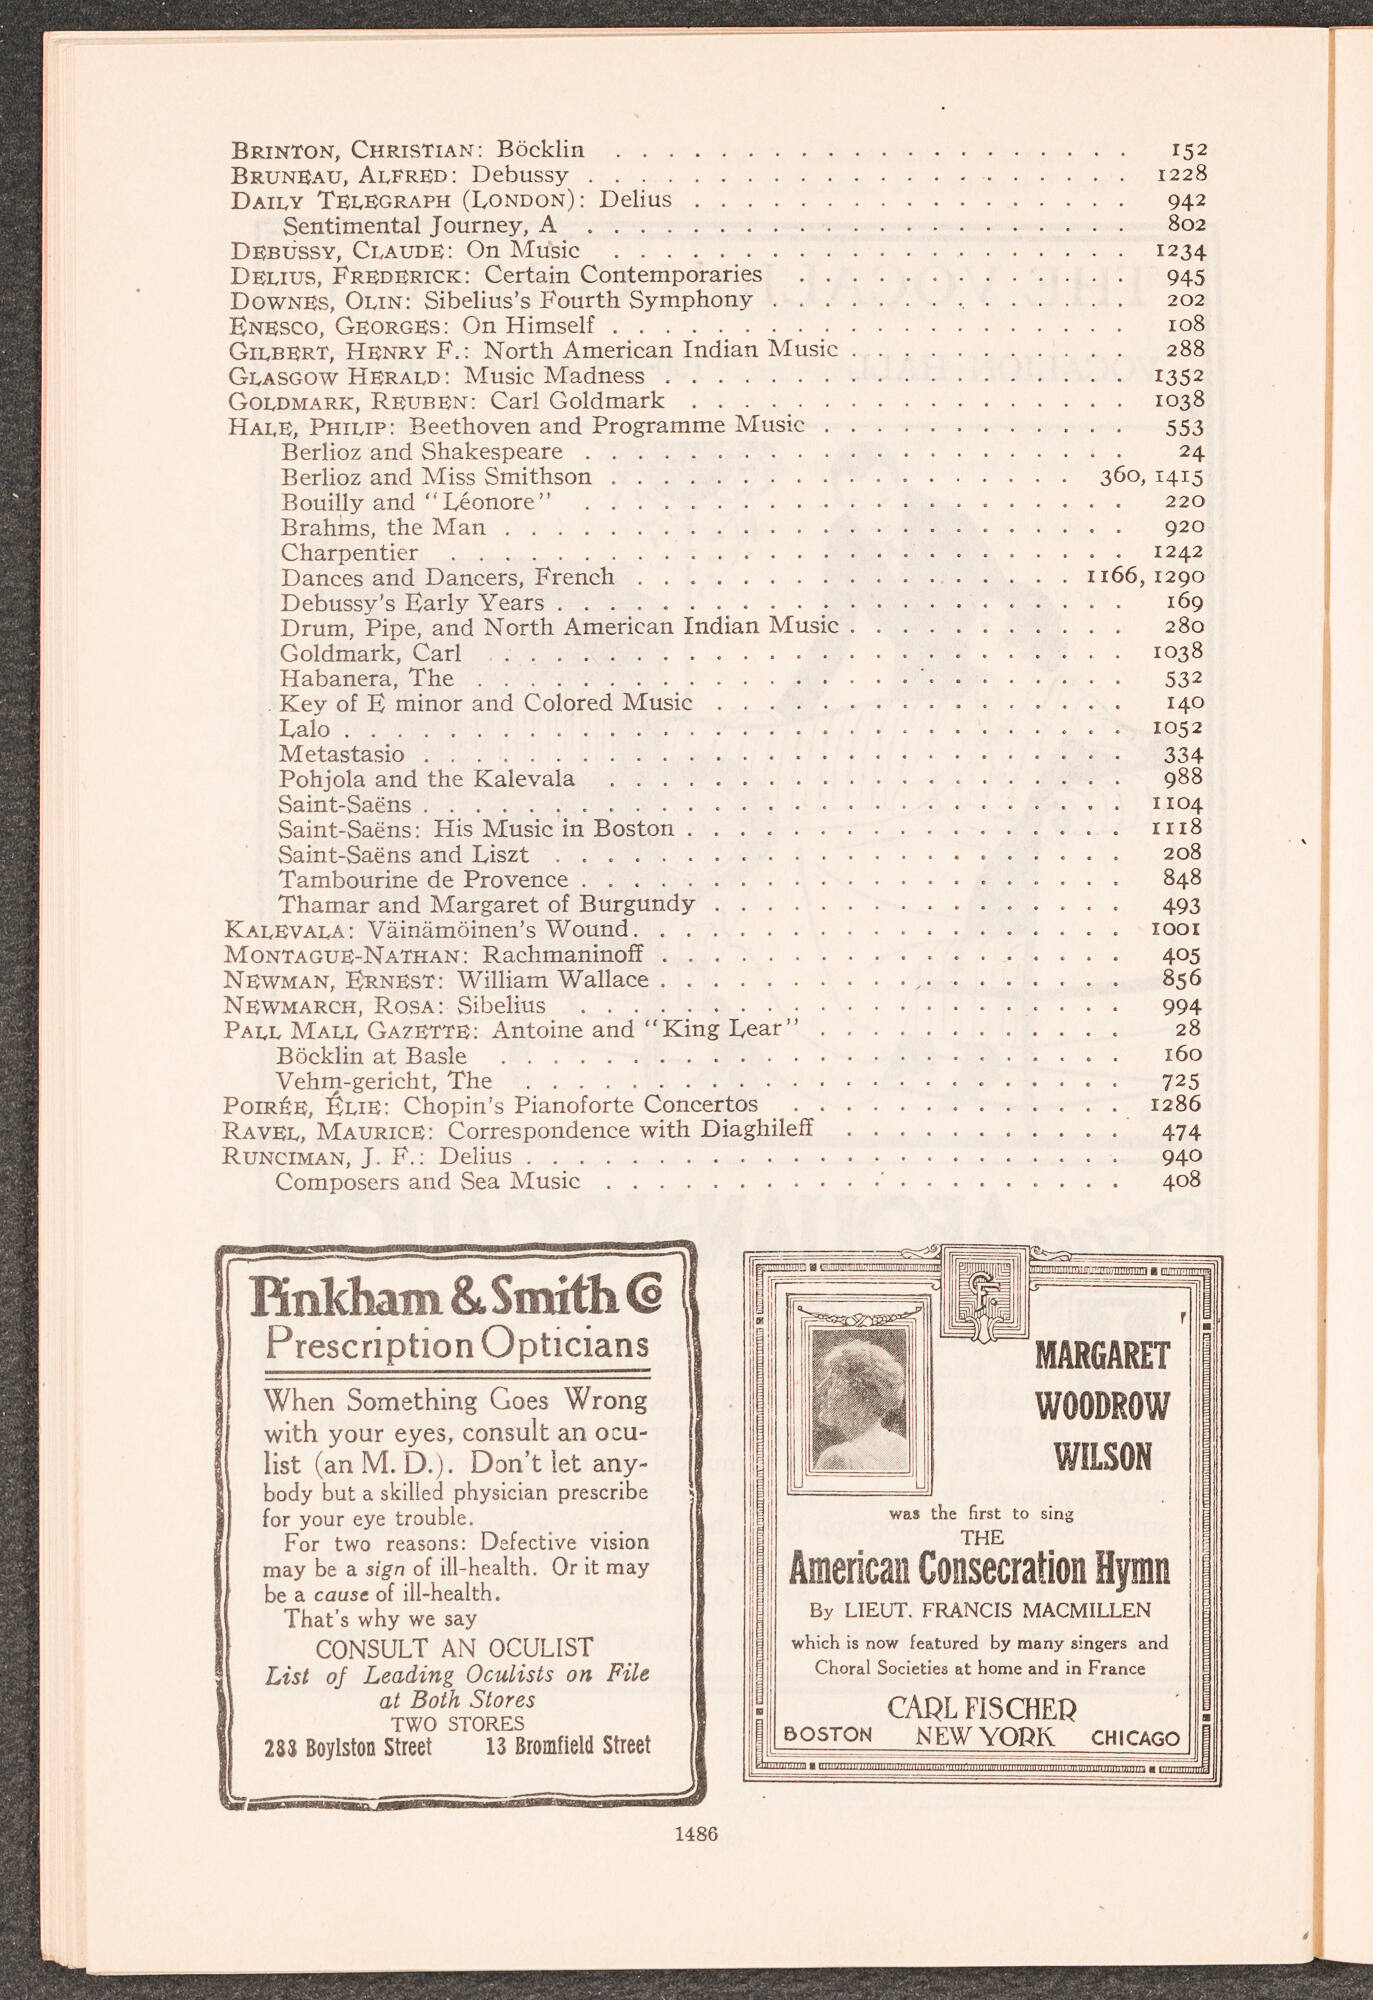 BRINTON, CHRISTIAN: Böcklin . . . . . . . . . . . . . . . . . . . . 152
BRUNEAU, ALFRED: Debussy . . . . . . . . . . . . . . . . . . . . . 1228
DAILY TELEGRAPH (LONDON): Delius . . . . . . . . . . . . . . . . . 942
Sentimental Journey, A . . . . . . . . . . . . . . . . . . . . . 802
DEBUSSY, CLAUDE: On Music . . . . . . . . . . . . . . . . . . . . 1234
DELIUS, FREDERICK: Certain Contemporaries . . . . . . . . . . . . . 945
DOWNES, OLIN: Sibelius's Fourth Symphony . . . . . . . . . . . . . . 202
ENESCO, GEORGES: On Himself . . . . . . . . . . . . . . . . . . . . 108
GILBERT, HENRY F.: North American Indian Music . . . . . . . . . . . 288
GLASGOW HERALD: Music Madness . . . . . . . . . . . . . . . . . . 1352
GOLDMARK, REUBEN: Carl Goldmark . . . . . . . . . . . . . . . . . 1038
HALE, PHILIP: Beethoven and Programme Music . . . . . . . . . . . . 553
Berlioz and Shakespeare . . . . . . . . . . . . . . . . . . . . . 24
Berlioz and Miss Smithson . . . . . . . . . . . . . . . . . . 360, 1415
Bouilly and "Léonore" . . . . . . . . . . . . . . . . . . . . . 220
Brahms, the Man . . . . . . . . . . . . . . . . . . . . . . . . 920
Charpentier . . . . . . . . . . . . . . . . . . . . . . . . . . 1242
Dances and Dancers, French . . . . . . . . . . . . . . . . . 1166, 1290
Debussy's Early Years . . . . . . . . . . . . . . . . . . . . . . 169
Drum, Pipe, and North American Indian Music . . . . . . . . . . . 280
Goldmark, Carl . . . . . . . . . . . . . . . . . . . . . . . . 1038
Habanera, The . . . . . . . . . . . . . . . . . . . . . . . . . 532
Key of E minor and Colored Music . . . . . . . . . . . . . . . . 140
Lalo . . . . . . . . . . . . . . . . . . . . . . . . . . . . . . 1052
Metastasio . . . . . . . . . . . . . . . . . . . . . . . . . . . 334
Pohjola and the Kalevala . . . . . . . . . . . . . . . . . . . . 988
Saint-Saëns . . . . . . . . . . . . . . . . . . . . . . . . . . . 1104
Saint-Saëns: His Music in Boston . . . . . . . . . . . . . . . . . 1118
Saint-Saëns and Liszt . . . . . . . . . . . . . . . . . . . . . . 208
Tambourine de Provence . . . . . . . . . . . . . . . . . . . . . 848
Thamar and Margaret of Burgundy . . . . . . . . . . . . . . . . 493
KALEVALA: Väinämöinen's Wound. . . . . . . . . . . . . . . . . . . 1001
MONTAGUE-NATHAN: Rachmaninoff . . . . . . . . . . . . . . . . . . 405
NEWMAN, ERNEST: William Wallace . . . . . . . . . . . . . . . . . . 856
NEWMARCH, ROSA: Sibelius . . . . . . . . . . . . . . . . . . . . . 994
PALL MALL GAZETTE: Antoine and "King Lear" . . . . . . . . . . . . 28
Böcklin at Basle . . . . . . . . . . . . . . . . . . . . . . . . 160
Vehm-gericht, The . . . . . . . . . . . . . . . . . . . . . . . 725
POIRÉE, ÉLIE: Chopin's Pianoforte Concertos . . . . . . . . . . . . . 1286
RAVEL, MAURICE: Correspondence with Diaghileff . . . . . . . . . . . 474
RUNCIMAN, J. F.: Delius . . . . . . . . . . . . . . . . . . . . . . . 940
Composers and Sea Music . . . . . . . . . . . . . . . . . . . . 408
Pinkham & Smith Co
Prescription Opticians
When Something Goes Wrong
with your eyes, consult an ocu-
list (an M. D.). Don't let any-
body but a skilled physician prescribe
for your eye trouble.
For two reasons: Defective vision
may be a sign of ill-health. Or it may
be a cause of ill-health.
That's why we say
CONSULT AN OCULIST
List of Leading Oculists on File
at Both Stores
TWO STORES
288 Boylston Street 13 Bromfield Street
CF
MARGARET
WOODROW
WILSON
was the first to sing
THE
American Consecration Hymn
By LIEUT. FRANCIS MACMILLEN
which is now featured by many singers and
Choral Societies at home and in France
CARL FISCHER
BOSTON NEW YORK CHICAGO
1486